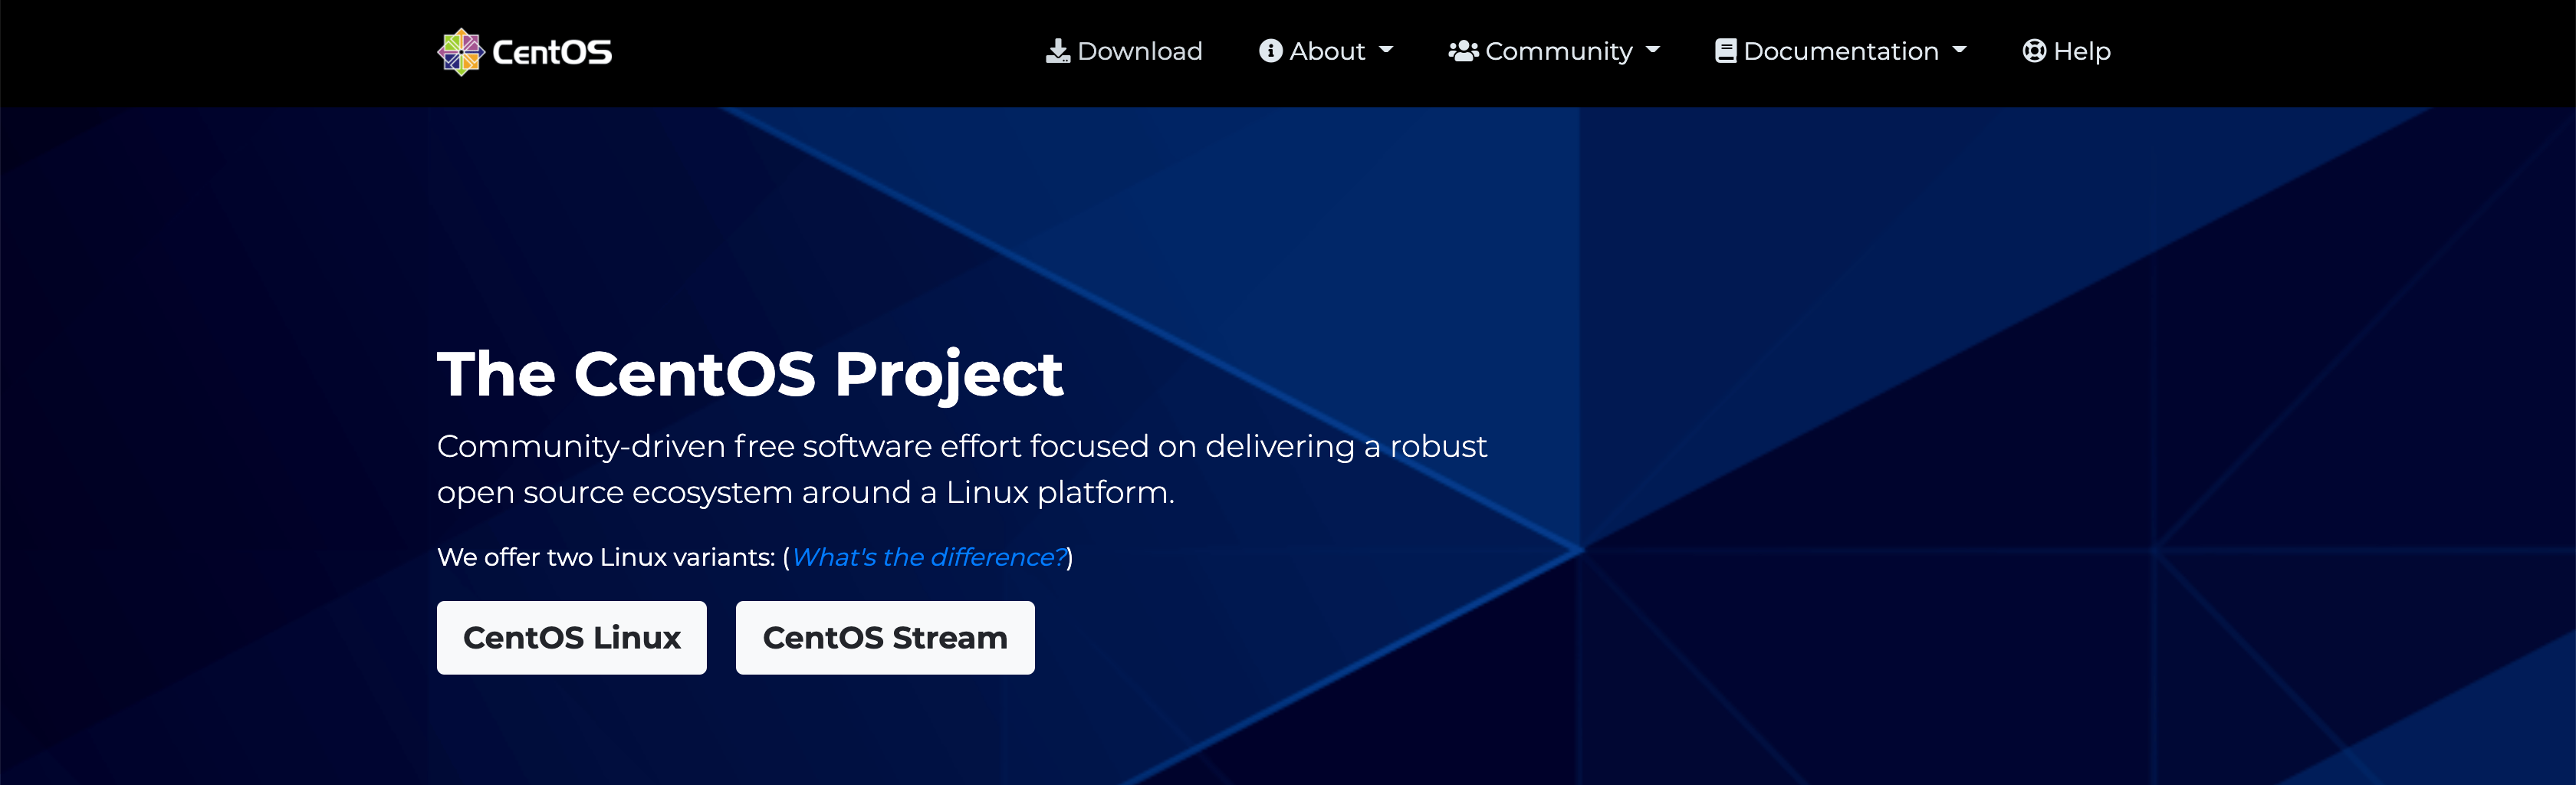 CentOS
Download
About
Community
Documentation
Help
The CentOS Project
Community-driven free software effort focused on delivering a robust
open source ecosystem around a Linux platform.
We offer two Linux variants: (What's the difference?)
CentOS Linux
CentOS Stream